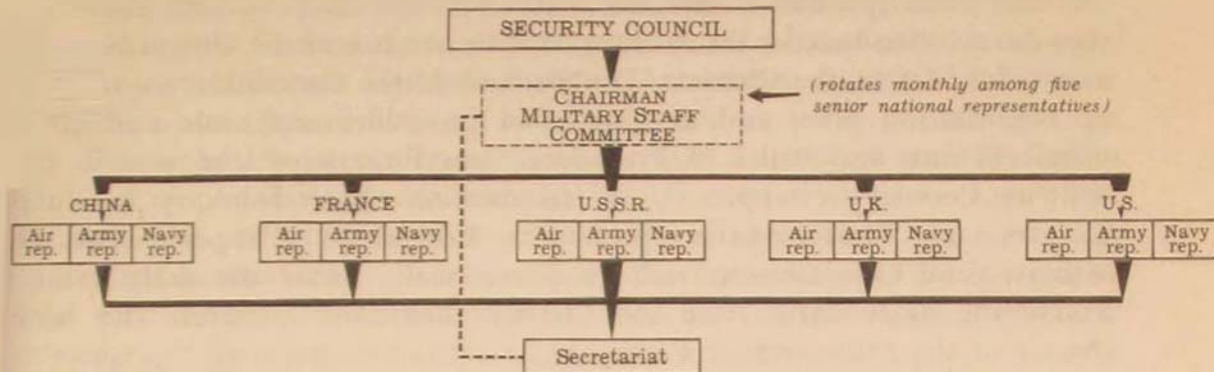 SECURITY COUNCIL
CHAIRMAN
MILITARY STAFF
COMMITTEE
(rotates monthly among five
senior national representatives)
CHINA
FRANCE
U.S.S.R.
U.K.
U.S.
Air rep.
Army rep.
Navy rep.
Air rep.
Army rep.
Navy rep.
Air rep.
Army rep.
Navy rep.
Air rep.
Army rep.
Navy rep.
Air rep.
Army rep.
Navy rep.
Secretariat